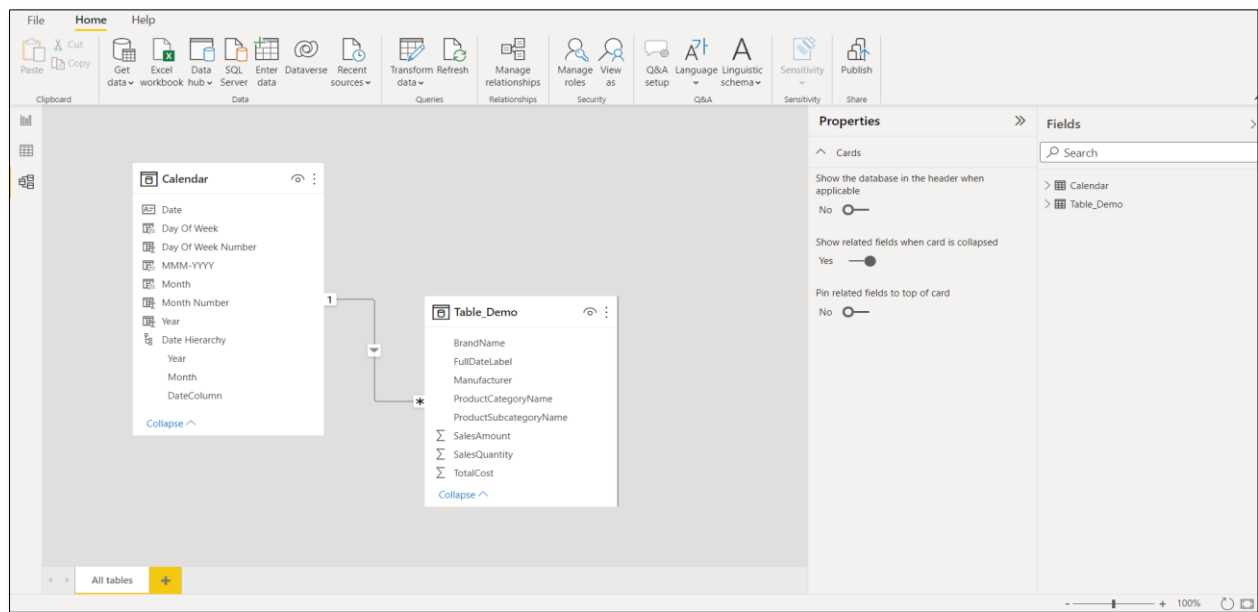 File Home Help
Paste
Cut
Copy
Clipboard
Get data
Excel workbook
Data hub
SQL Server
Enter data
Dataverse
Recent sources
Data
Transform data
Refresh
Queries
Manage relationships
Relationships
Manage roles
View as
Security
Q&A setup
Language
Linguistic schema
Q&A
Sensitivity
Sensitivity
Publish
Share
Calendar
Date
Day Of Week
Day Of Week Number
MMM-YYYY
Month
Month Number
Year
Date Hierarchy
Year
Month
DateColumn
Collapse
1
*
Table_Demo
BrandName
FullDateLabel
Manufacturer
ProductCategoryName
ProductSubcategoryName
SalesAmount
SalesQuantity
TotalCost
Collapse
Properties
Cards
Show the database in the header when
applicable
No
Show related fields when card is collapsed
Yes
Pin related fields to top of card
No
Fields
Search
Calendar
Table_Demo
All tables +
- + 100%